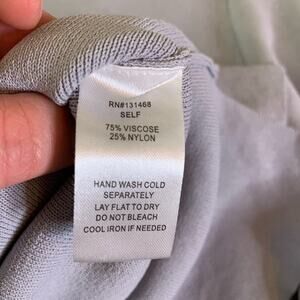 RN#131468
SELF
75% VISCOSE
25% NYLON
HAND WASH COLD
SEPARATELY
LAY FLAT TO DRY
DO NOT BLEACH
COOL IRON IF NEEDED